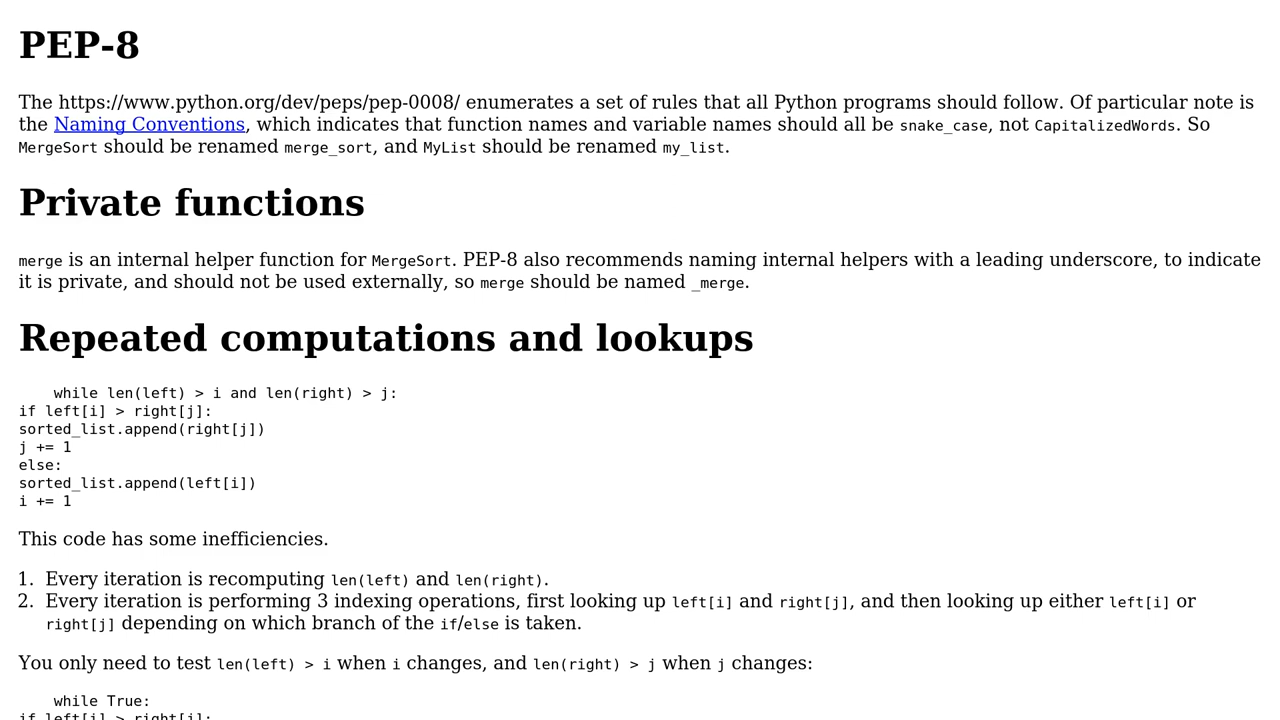 PEP-8
The https://www.python.org/dev/peps/pep-0008/ enumerates a set of rules that all Python programs should follow. Of particular note is
the Naming Conventions, which indicates that function names and variable names should all be snake_case, not CapitalizedWords. So
MergeSort should be renamed merge_sort, and MyList should be renamed my_list.
Private functions
merge is an internal helper function for MergeSort. PEP-8 also recommends naming internal helpers with a leading underscore, to indicate
it is private, and should not be used externally, so merge should be named _merge.
Repeated computations and lookups
    while len(left) > i and len(right) > j:
if left[i] > right[j]:
sorted_list.append(right[j])
j += 1
else:
sorted_list.append(left[i])
i += 1
This code has some inefficiencies.
1. Every iteration is recomputing len(left) and len(right).
2. Every iteration is performing 3 indexing operations, first looking up left[i] and right[j], and then looking up either left[i] or
right[j] depending on which branch of the if/else is taken.
You only need to test len(left) > i when i changes, and len(right) > j when j changes:
    while True:
if left[i] > right[j]: